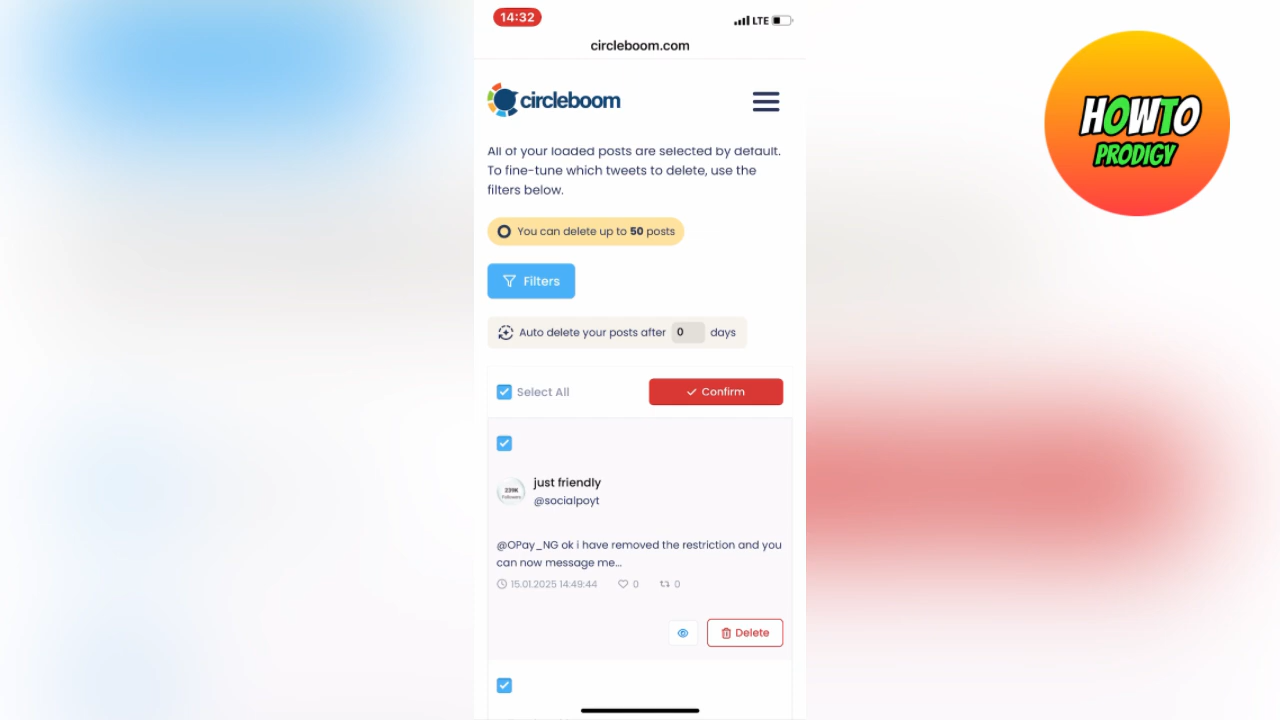 14:32
LTE
circleboom.com
circleboom
HOWTO
PRODIGY
All of your loaded posts are selected by default.
To fine-tune which tweets to delete, use the
filters below.
You can delete up to 50 posts
Filters
Auto delete your posts after 0 days
Select All
Confirm
239K
Followers
just friendly
@socialpoyt
@OPay_NG ok i have removed the restriction and you
can now message me...
15.01.2025 14:49:44 0 0
Delete